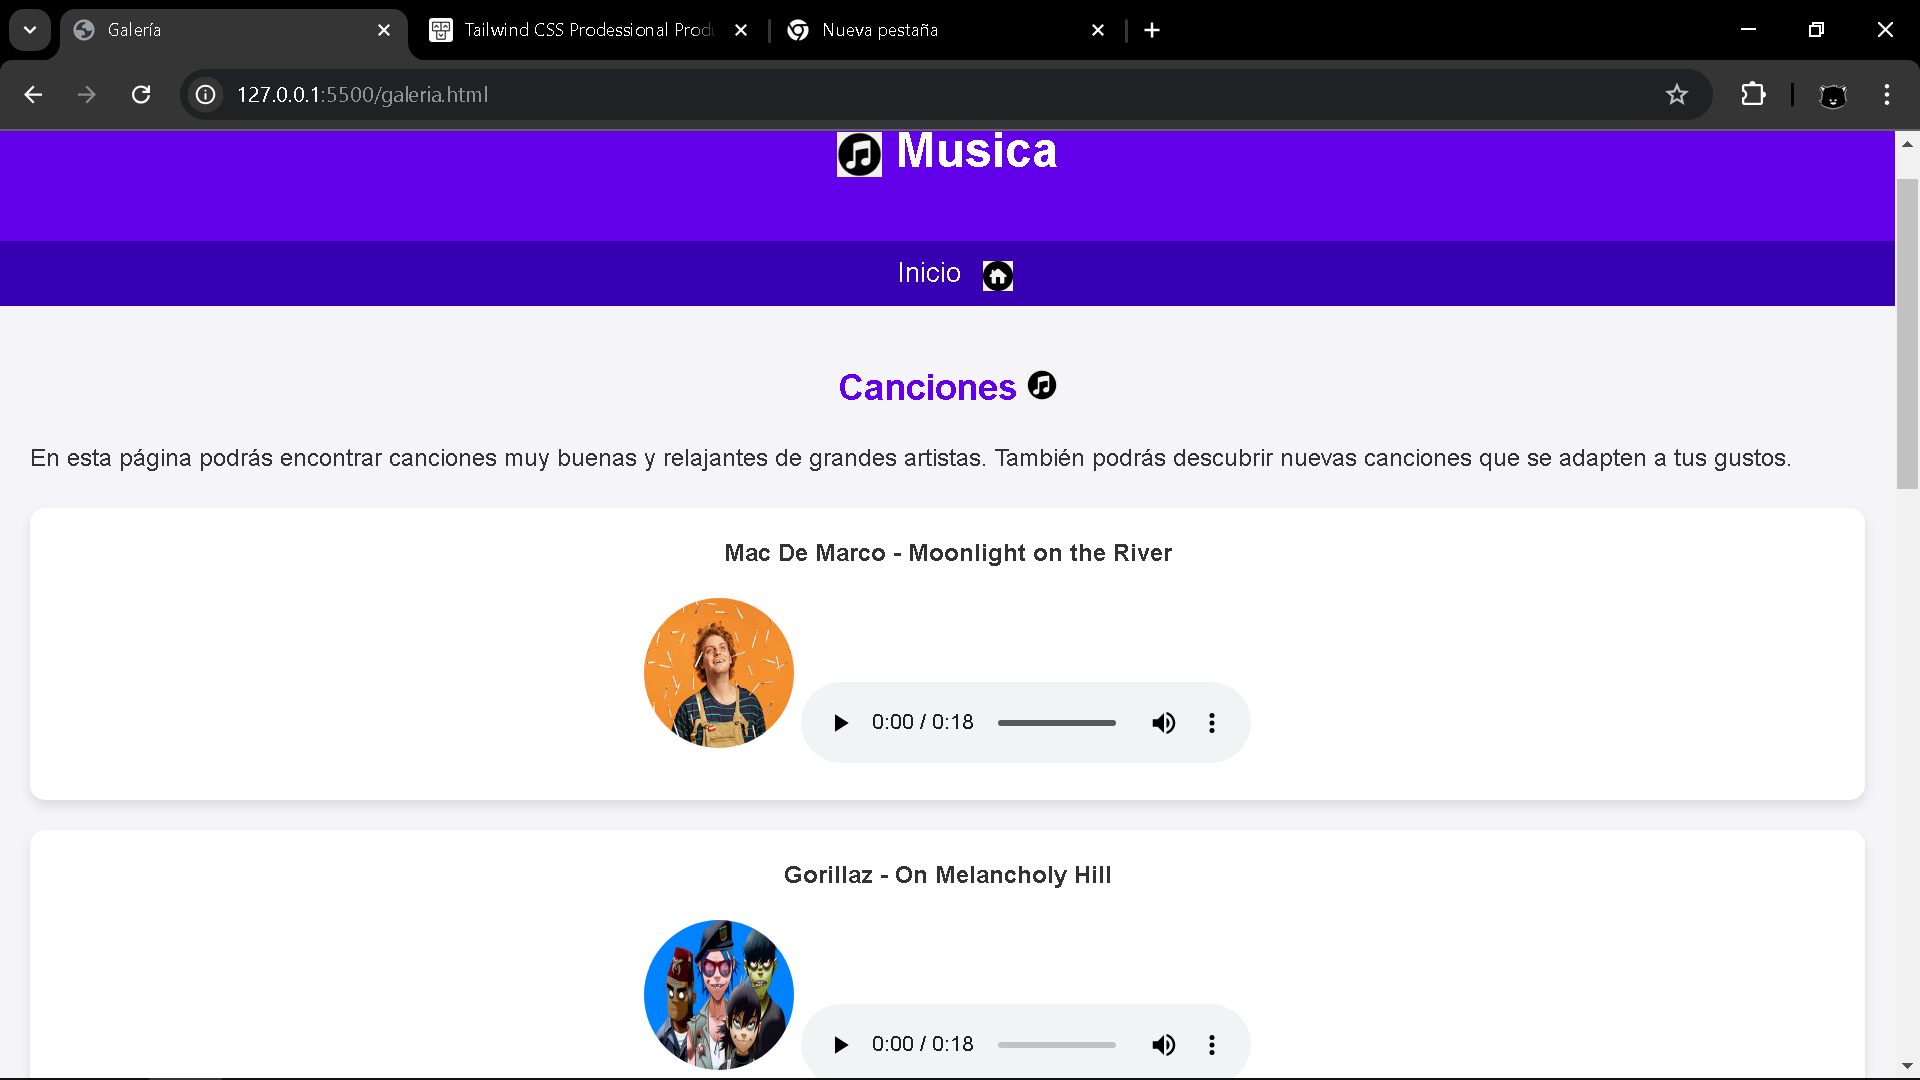 Galería
Tailwind CSS Prodessional Prod
Nueva pestaña
127.0.0.1:5500/galeria.html
Musica
Inicio
Canciones
En esta página podrás encontrar canciones muy buenas y relajantes de grandes artistas. También podrás descubrir nuevas canciones que se adapten a tus gustos.
Mac De Marco - Moonlight on the River
0:00 / 0:18
Gorillaz - On Melancholy Hill
0:00 / 0:18